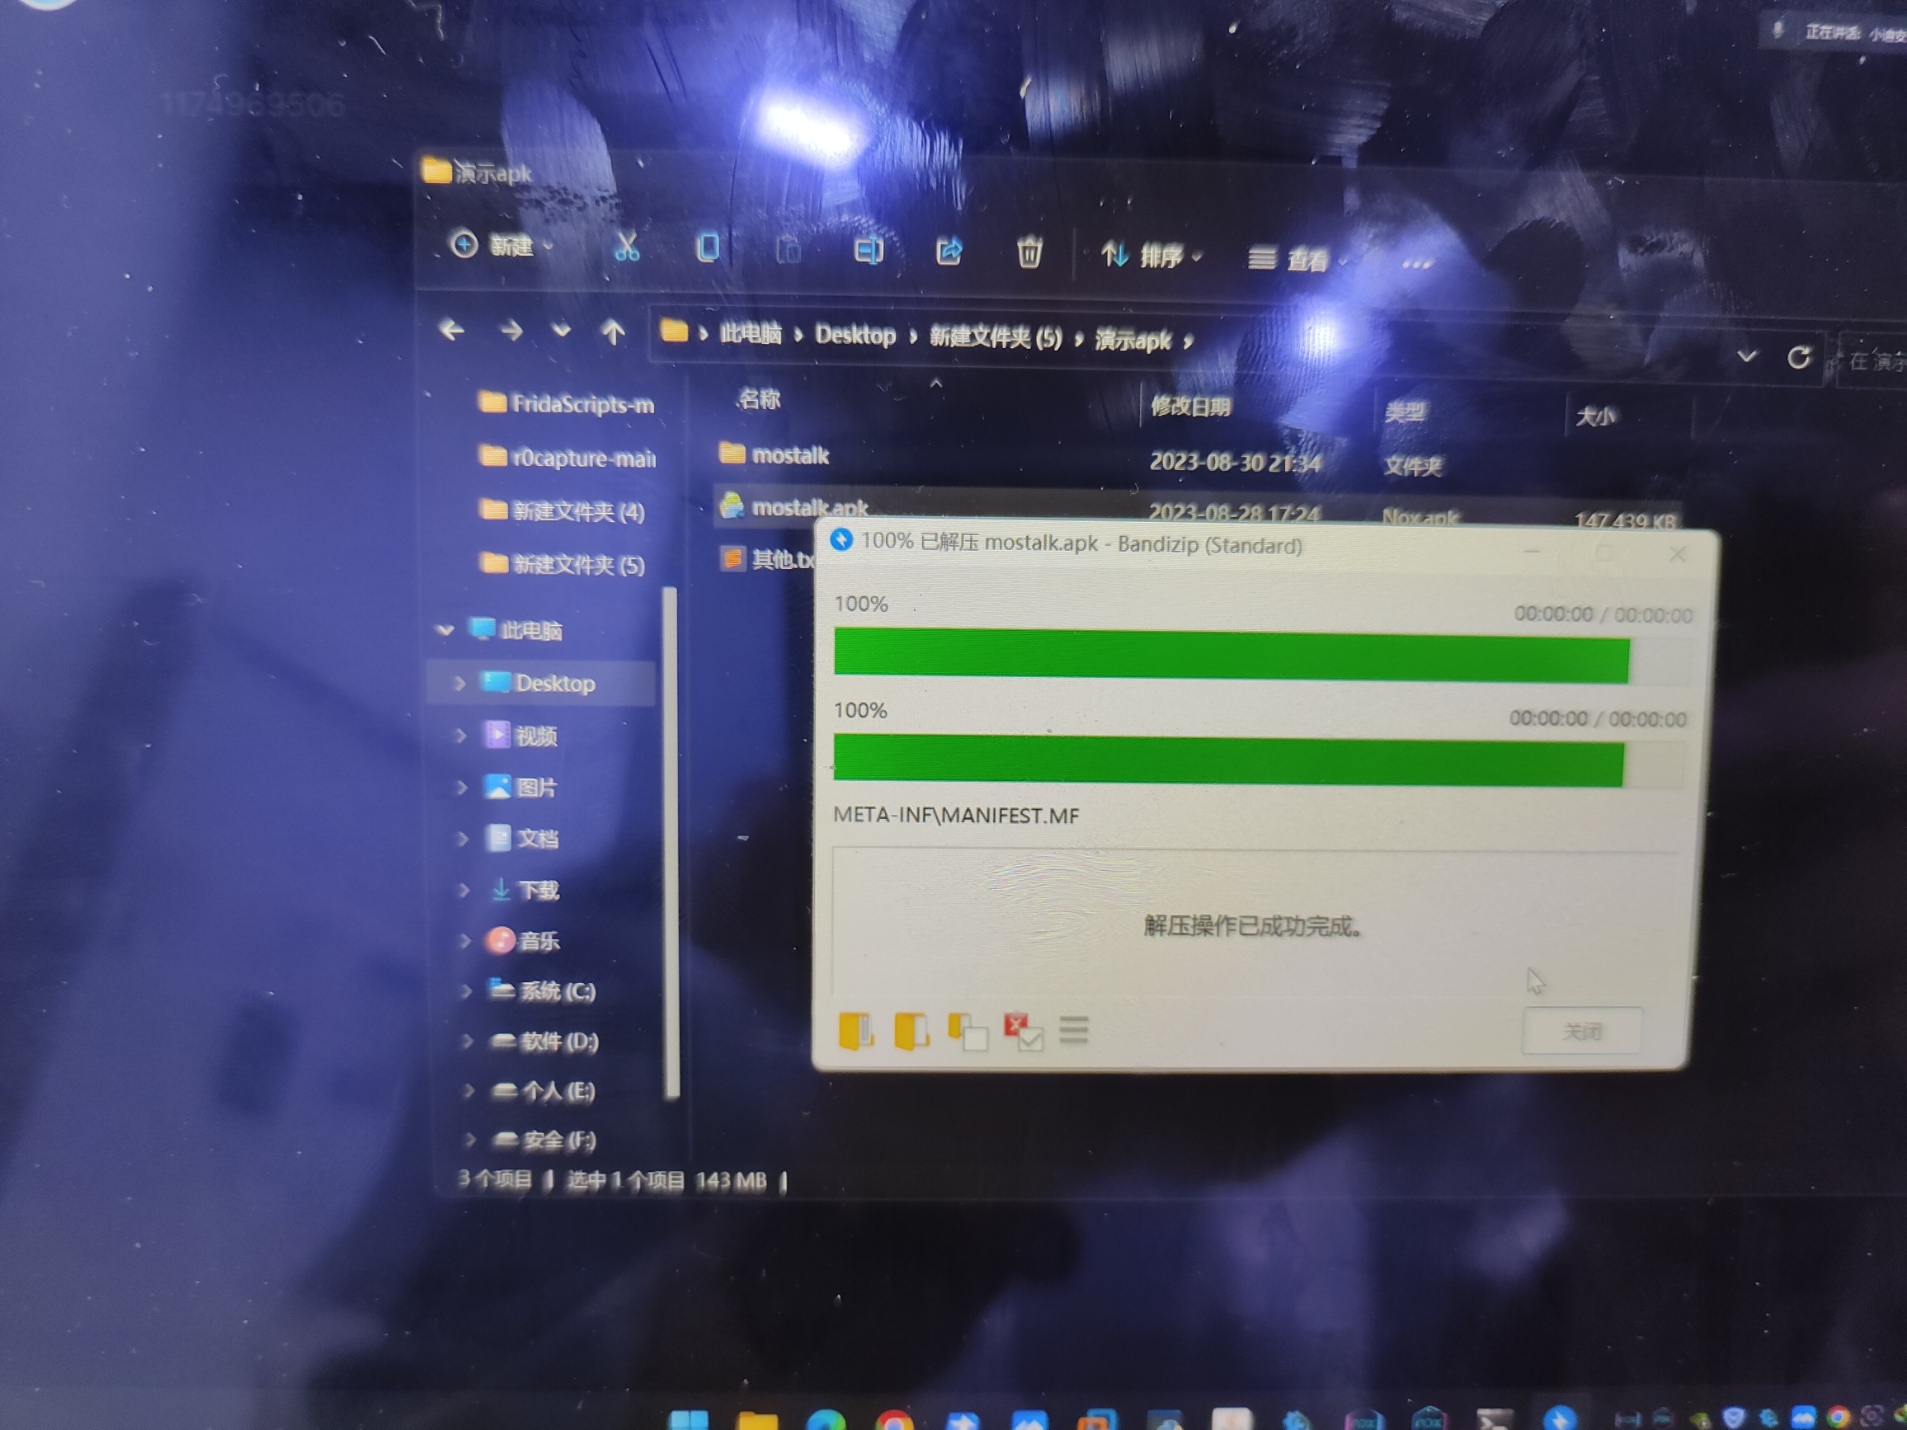 正在讲话: 小迪安
1174969506
演示apk
新建
排序
查看
此电脑 › Desktop › 新建文件夹 (5) › 演示apk ›
在 演示
名称 修改日期 类型 大小
FridaScripts-m
r0capture-mai
新建文件夹 (4)
新建文件夹 (5)
此电脑
Desktop
视频
图片
文档
下载
音乐
系统 (C:)
软件 (D:)
个人 (E:)
安全 (F:)
mostalk 2023-08-30 21:34 文件夹
mostalk.apk 2023-08-28 17:24 Nox.apk 147,439 KB
其他.tx
100% 已解压 mostalk.apk - Bandizip (Standard)
100% 00:00:00 / 00:00:00
100% 00:00:00 / 00:00:00
META-INF\MANIFEST.MF
解压操作已成功完成。
关闭
3 个项目 | 选中 1 个项目 143 MB |